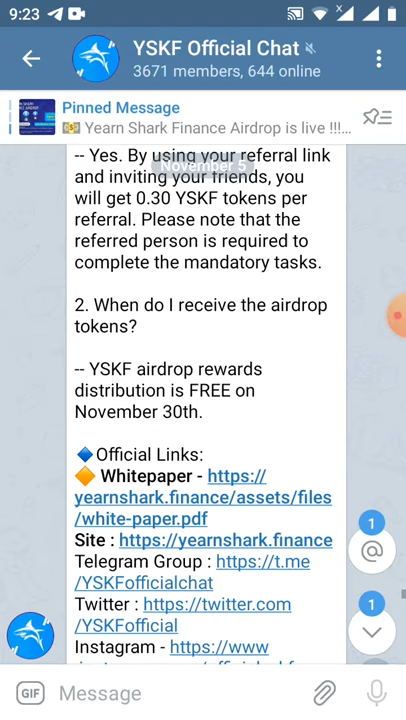 9:23
YSKF Official Chat
3671 members, 644 online
Pinned Message
Yearn Shark Finance Airdrop is live !!!...
November 5
-- Yes. By using your referral link
and inviting your friends, you
will get 0.30 YSKF tokens per
referral. Please note that the
referred person is required to
complete the mandatory tasks.
2. When do I receive the airdrop
tokens?
-- YSKF airdrop rewards
distribution is FREE on
November 30th.
🔷Official Links:
🔶 Whitepaper - https://
yearnshark.finance/assets/files
/white-paper.pdf
Site : https://yearnshark.finance
Telegram Group : https://t.me
/YSKFofficialchat
Twitter : https://twitter.com
/YSKFofficial
Instagram - https://www
1
@
1
GIF Message